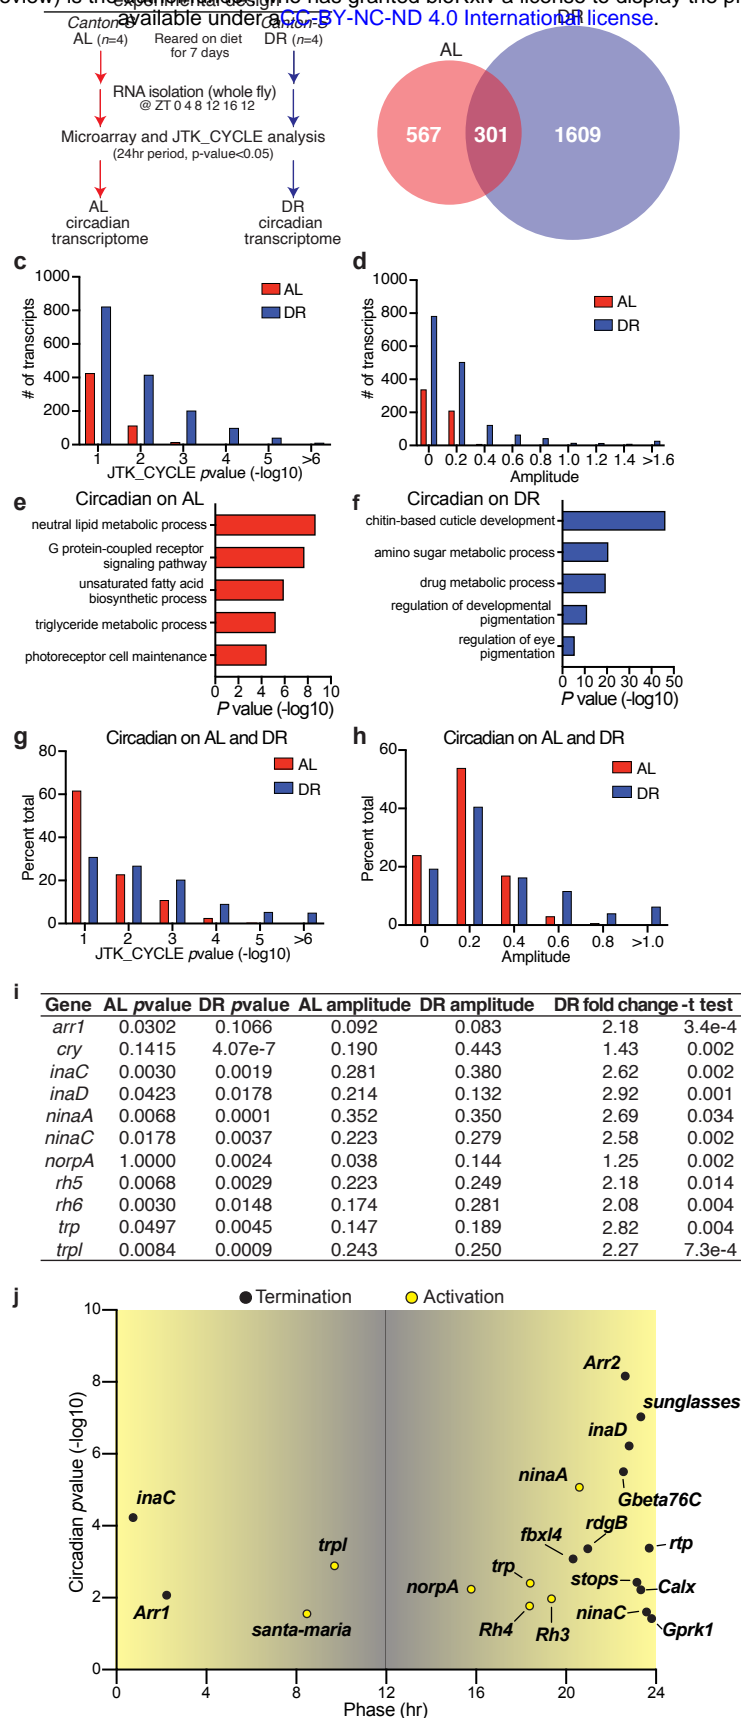 available under aCC-BY-NC-ND 4.0 International license.
experimental design
Canton-S
AL (n=4)
Reared on diet
for 7 days
Canton-S
DR (n=4)
RNA isolation (whole fly)
@ ZT 0 4 8 12 16 12
Microarray and JTK_CYCLE analysis
(24hr period, p-value<0.05)
AL
circadian
transcriptome
DR
circadian
transcriptome
AL
DR
567
301
1609
c
# of transcripts
1000
800
600
400
200
0
AL
DR
1 2 3 4 5 >6
JTK_CYCLE pvalue (-log10)
d
# of transcripts
1000
800
600
400
200
0
AL
DR
0 0.2 0.4 0.6 0.8 1.0 1.2 1.4 >1.6
Amplitude
e
Circadian on AL
neutral lipid metabolic process
G protein-coupled receptor
signaling pathway
unsaturated fatty acid
biosynthetic process
triglyceride metabolic process
photoreceptor cell maintenance
0 2 4 6 8 10
P value (-log10)
f
Circadian on DR
chitin-based cuticle development
amino sugar metabolic process
drug metabolic process
regulation of developmental
pigmentation
regulation of eye
pigmentation
0 10 20 30 40 50
P value (-log10)
g
Circadian on AL and DR
Percent total
80
60
40
20
0
AL
DR
1 2 3 4 5 >6
JTK_CYCLE pvalue (-log10)
h
Circadian on AL and DR
Percent total
60
40
20
0
AL
DR
0 0.2 0.4 0.6 0.8 >1.0
Amplitude
i
Gene AL pvalue DR pvalue AL amplitude DR amplitude DR fold change -t test
arr1 0.0302 0.1066 0.092 0.083 2.18 3.4e-4
cry 0.1415 4.07e-7 0.190 0.443 1.43 0.002
inaC 0.0030 0.0019 0.281 0.380 2.62 0.002
inaD 0.0423 0.0178 0.214 0.132 2.92 0.001
ninaA 0.0068 0.0001 0.352 0.350 2.69 0.034
ninaC 0.0178 0.0037 0.223 0.279 2.58 0.002
norpA 1.0000 0.0024 0.038 0.144 1.25 0.002
rh5 0.0068 0.0029 0.223 0.249 2.18 0.014
rh6 0.0030 0.0148 0.174 0.281 2.08 0.004
trp 0.0497 0.0045 0.147 0.189 2.82 0.004
trpl 0.0084 0.0009 0.243 0.250 2.27 7.3e-4
j
Termination
Activation
Circadian pvalue (-log10)
10
8
6
4
2
0
Arr2
sunglasses
inaD
ninaA
Gbeta76C
inaC
rdgB
fbxl4
rtp
trpl
trp
stops
norpA
Calx
Arr1
santa-maria
Rh4
Rh3
ninaC
Gprk1
0 4 8 12 16 20 24
Phase (hr)